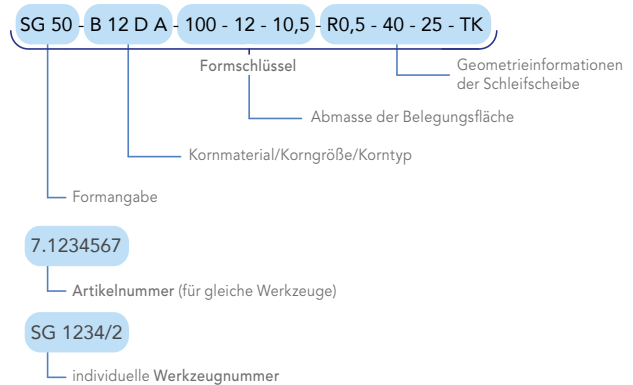 SG 50 - B 12 D A - 100 - 12 - 10,5 - R0,5 - 40 - 25 - TK
Formschlüssel
Geometrieinformationen
der Schleifscheibe
Abmasse der Belegungsfläche
Kornmaterial/Korngröße/Korntyp
Formangabe
7.1234567
Artikelnummer (für gleiche Werkzeuge)
SG 1234/2
individuelle Werkzeugnummer